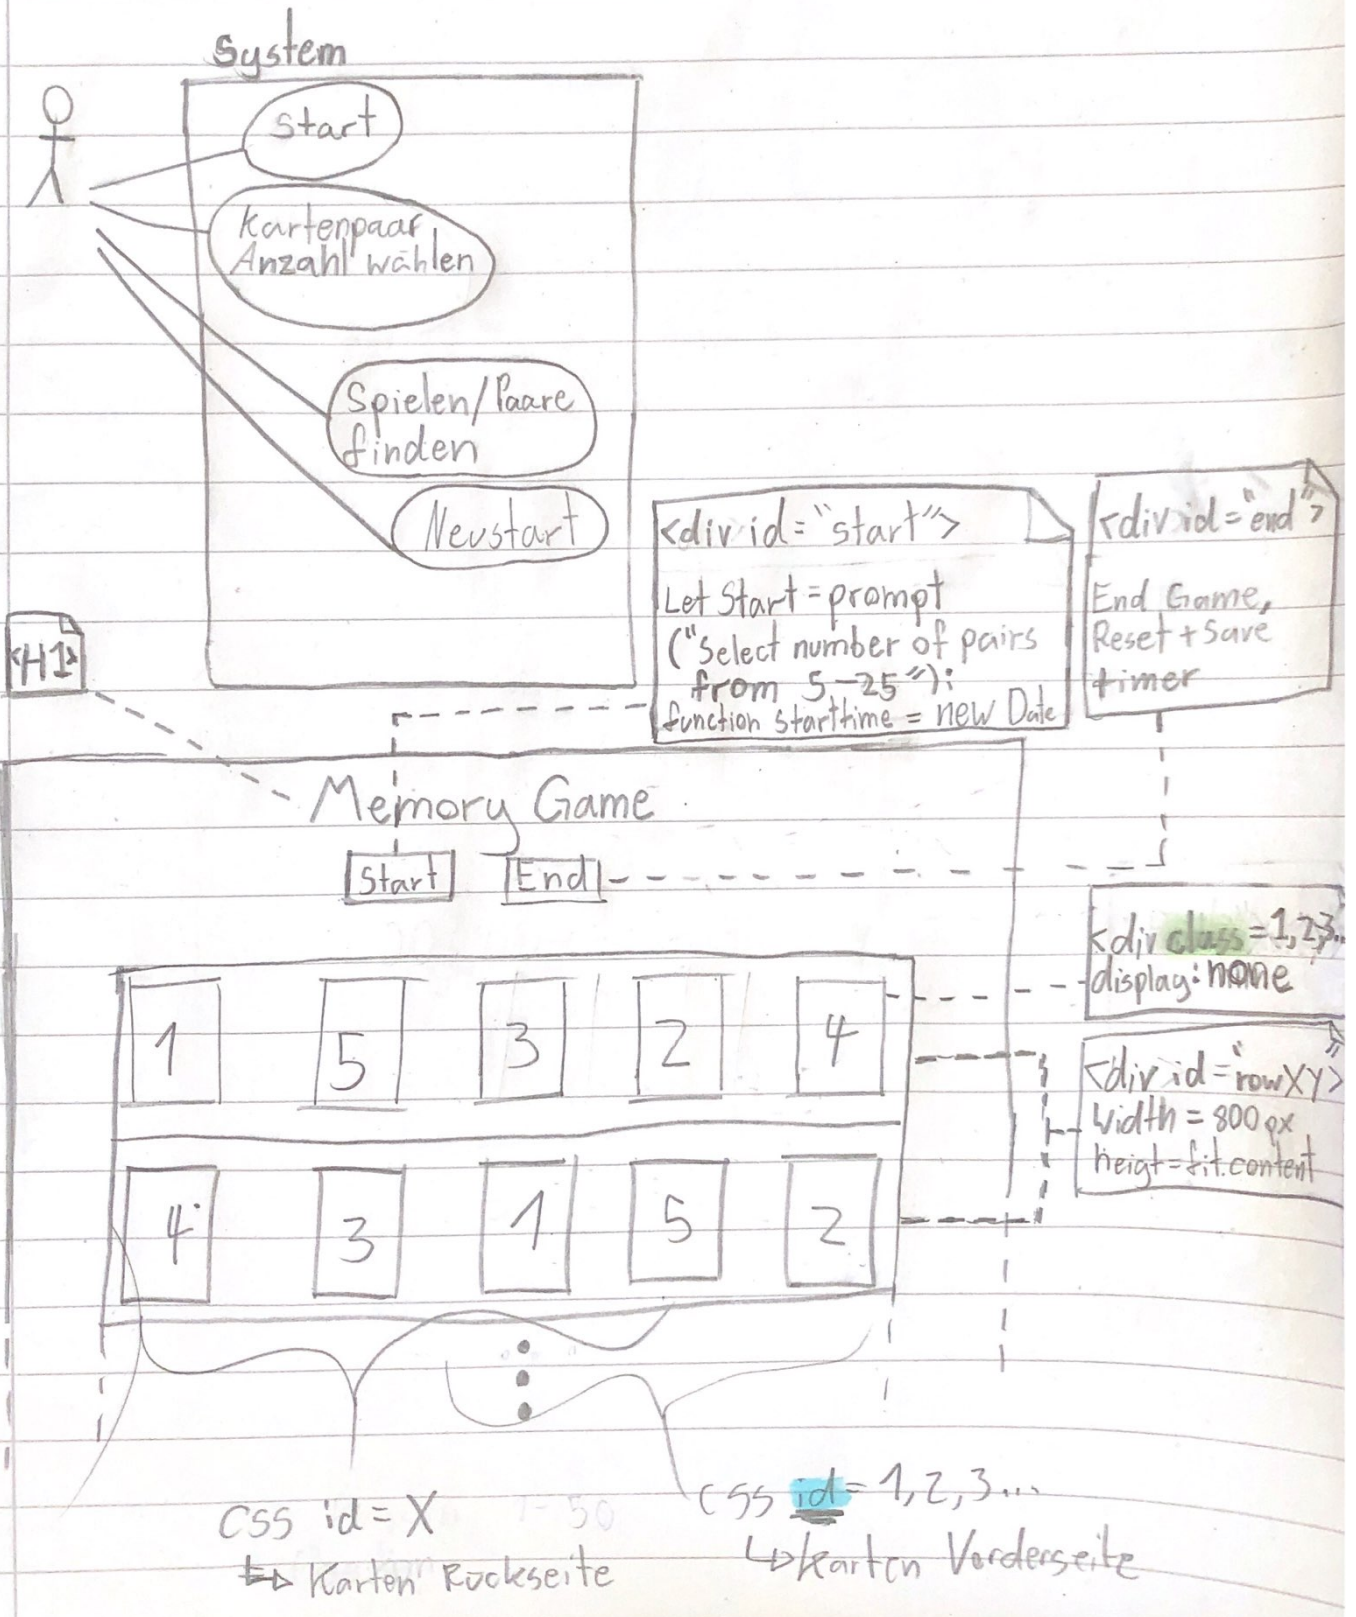 System
Start
Kartenpaar
Anzahl wählen
Spielen/Paare
finden
Neustart
<div id="start">
Let Start = prompt
("Select number of pairs
from 5-25"):
function starttime = new Date
<div id="end">
End Game,
Reset + Save
timer
<H1>
Memory Game
Start
End
<div class=1,2,3..
display: none
1 5 3 2 4
<div id="rowXY">
Width = 800px
heigt=fit.content
4 3 1 5 2
css id = X
↳ Karten Rückseite
css id= 1,2,3...
↳ Karten Vorderseite